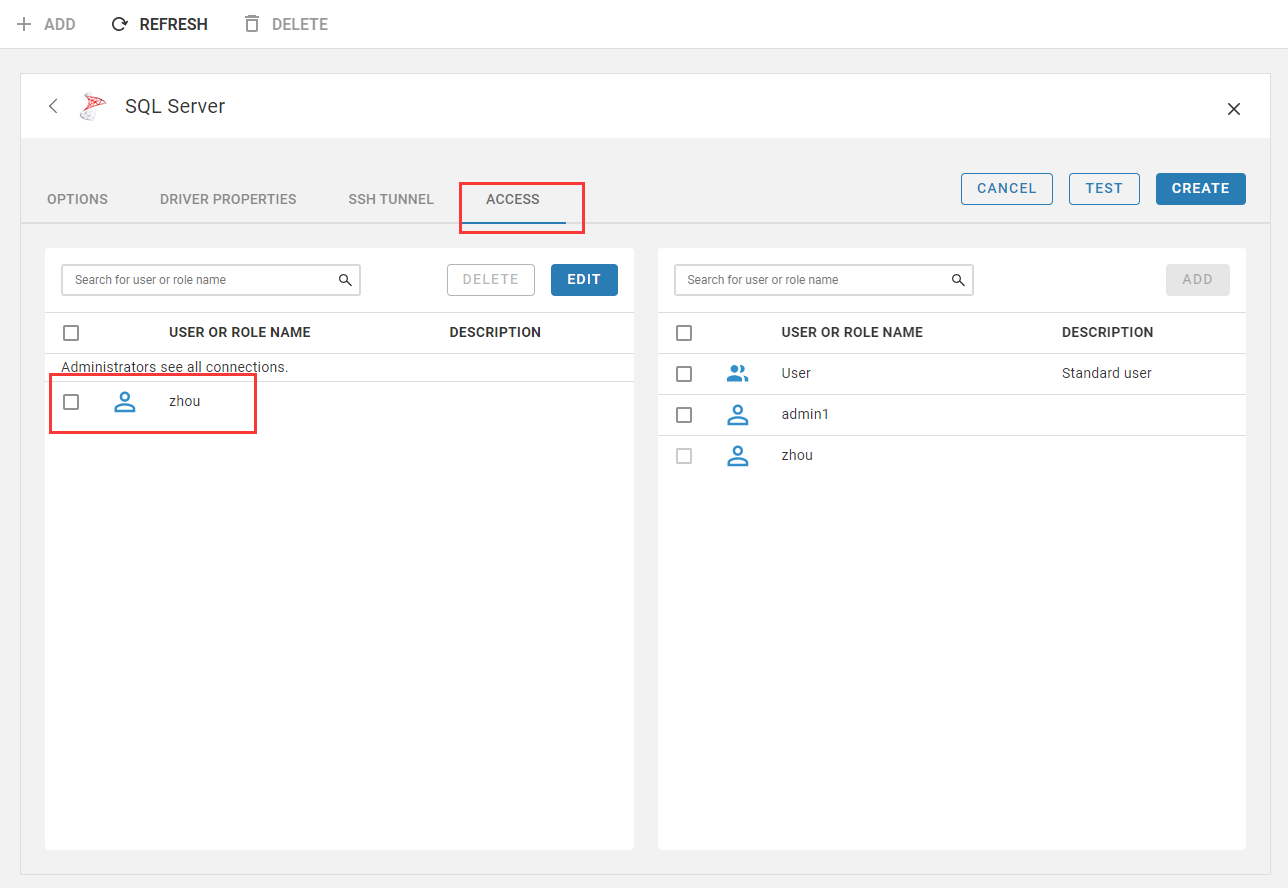 ADD REFRESH DELETE
SQL Server
OPTIONS DRIVER PROPERTIES SSH TUNNEL ACCESS CANCEL TEST CREATE
Search for user or role name DELETE EDIT
USER OR ROLE NAME DESCRIPTION
Administrators see all connections.
zhou
Search for user or role name ADD
USER OR ROLE NAME DESCRIPTION
User Standard user
admin1
zhou